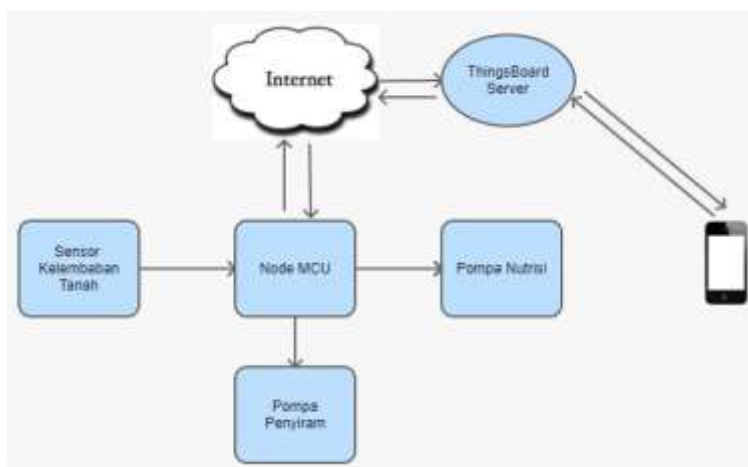 Internet
ThingsBoard
Server
Sensor
Kelembaban
Tanah
Node MCU
Pompa Nutrisi
Pompa
Penyiram